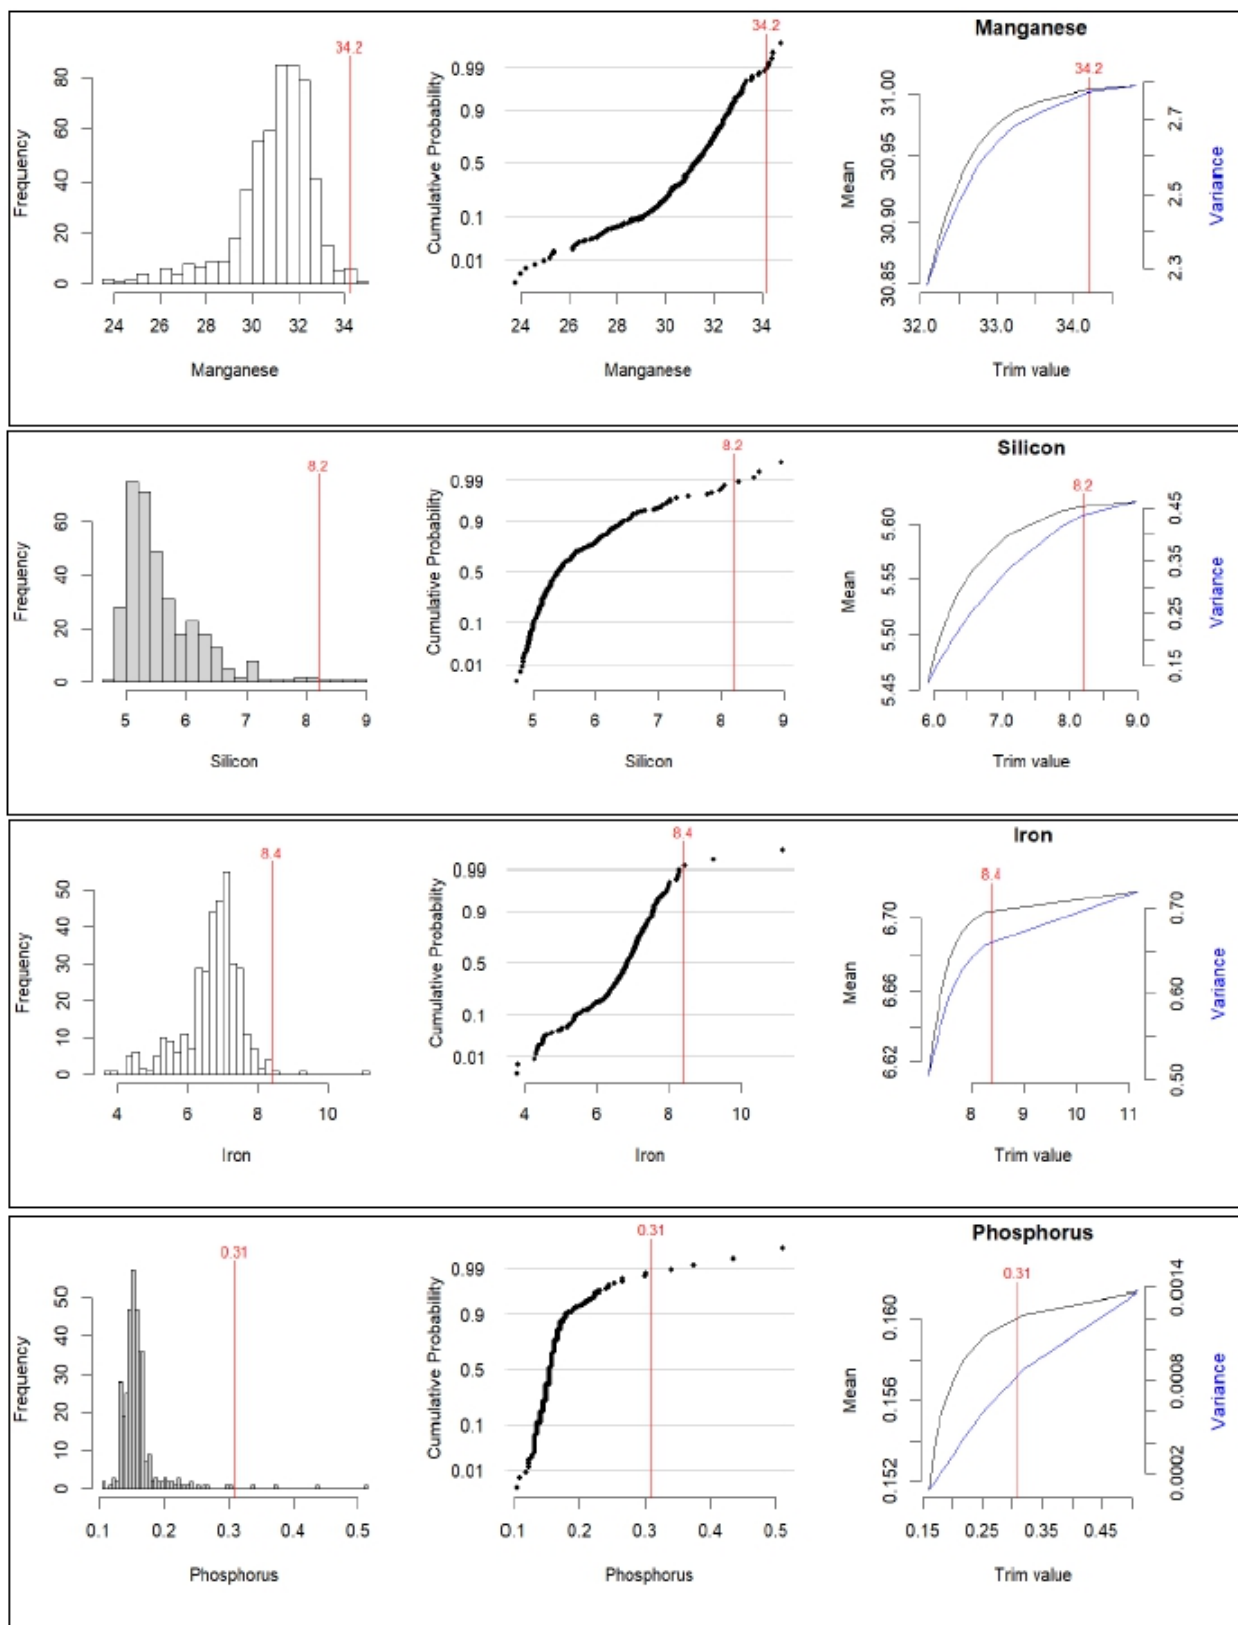 34.2
Frequency
0 20 40 60 80
24 26 28 30 32 34
Manganese
34.2
Cumulative Probability
0.99
0.9
0.5
0.1
0.01
24 26 28 30 32 34
Manganese
Manganese
34.2
Mean
30.85 30.90 30.95 31.00
2.3 2.5 2.7
Variance
32.0 33.0 34.0
Trim value
8.2
Frequency
0 20 40 60
5 6 7 8 9
Silicon
8.2
Cumulative Probability
0.99
0.9
0.5
0.1
0.01
5 6 7 8 9
Silicon
Silicon
8.2
Mean
5.45 5.50 5.55 5.60
0.15 0.25 0.35 0.45
Variance
6.0 7.0 8.0 9.0
Trim value
8.4
Frequency
0 10 20 30 40 50
4 6 8 10
Iron
8.4
Cumulative Probability
0.99
0.9
0.5
0.1
0.01
4 6 8 10
Iron
Iron
8.4
Mean
6.62 6.66 6.70
0.50 0.60 0.70
Variance
8 9 10 11
Trim value
0.31
Frequency
0 10 20 30 40 50
0.1 0.2 0.3 0.4 0.5
Phosphorus
0.31
Cumulative Probability
0.99
0.9
0.5
0.1
0.01
0.1 0.2 0.3 0.4 0.5
Phosphorus
Phosphorus
0.31
Mean
0.152 0.156 0.160
0.0002 0.0008 0.0014
Variance
0.15 0.25 0.35 0.45
Trim value